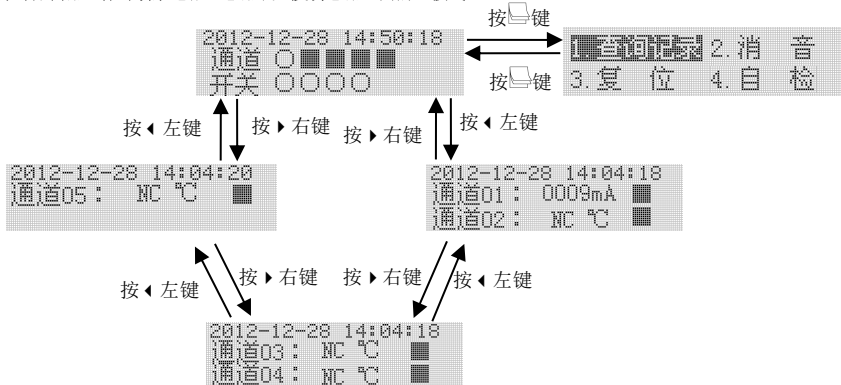 按键
2012-12-28 14:50:18
通道 ○■■■■
开关 ○○○○
1.查询记录 2.消 音
3.复 位 4.自 检
按键
按◀左键 按▶右键 按▶右键 按◀左键
2012-12-28 14:04:20
通道05: NC ℃ ■
2012-12-28 14:04:18
通道01: 0009mA ■
通道02: NC ℃ ■
按◀左键 按▶右键 按▶右键 按◀左键
2012-12-28 14:04:18
通道03: NC ℃ ■
通道04: NC ℃ ■